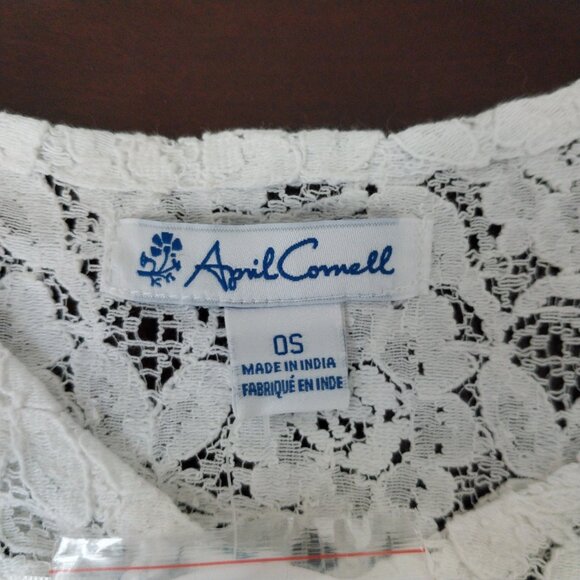 April Cornell
OS
MADE IN INDIA
FABRIQUÉ EN INDE